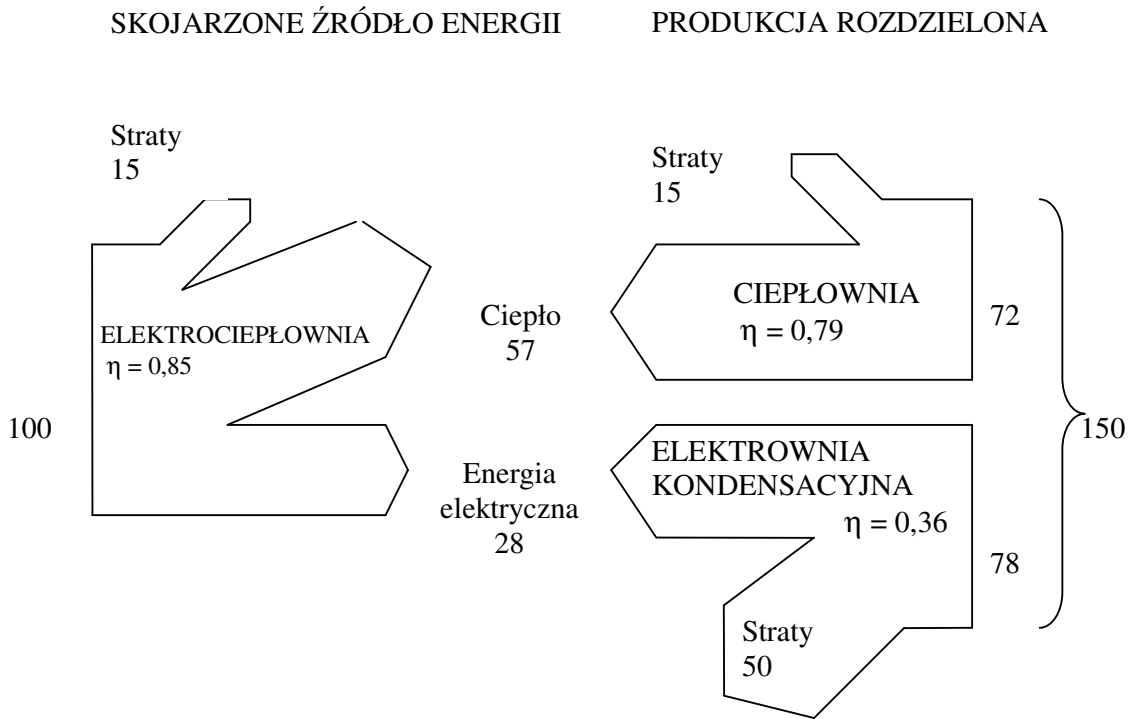 SKOJARZONE ŹRÓDŁO ENERGII
PRODUKCJA ROZDZIELONA
Straty
15
ELEKTROCIEPŁOWNIA
η = 0,85
100
Ciepło
57
Energia
elektryczna
28
Straty
15
CIEPŁOWNIA
η = 0,79
72
ELEKTROWNIA
KONDENSACYJNA
η = 0,36
78
Straty
50
150